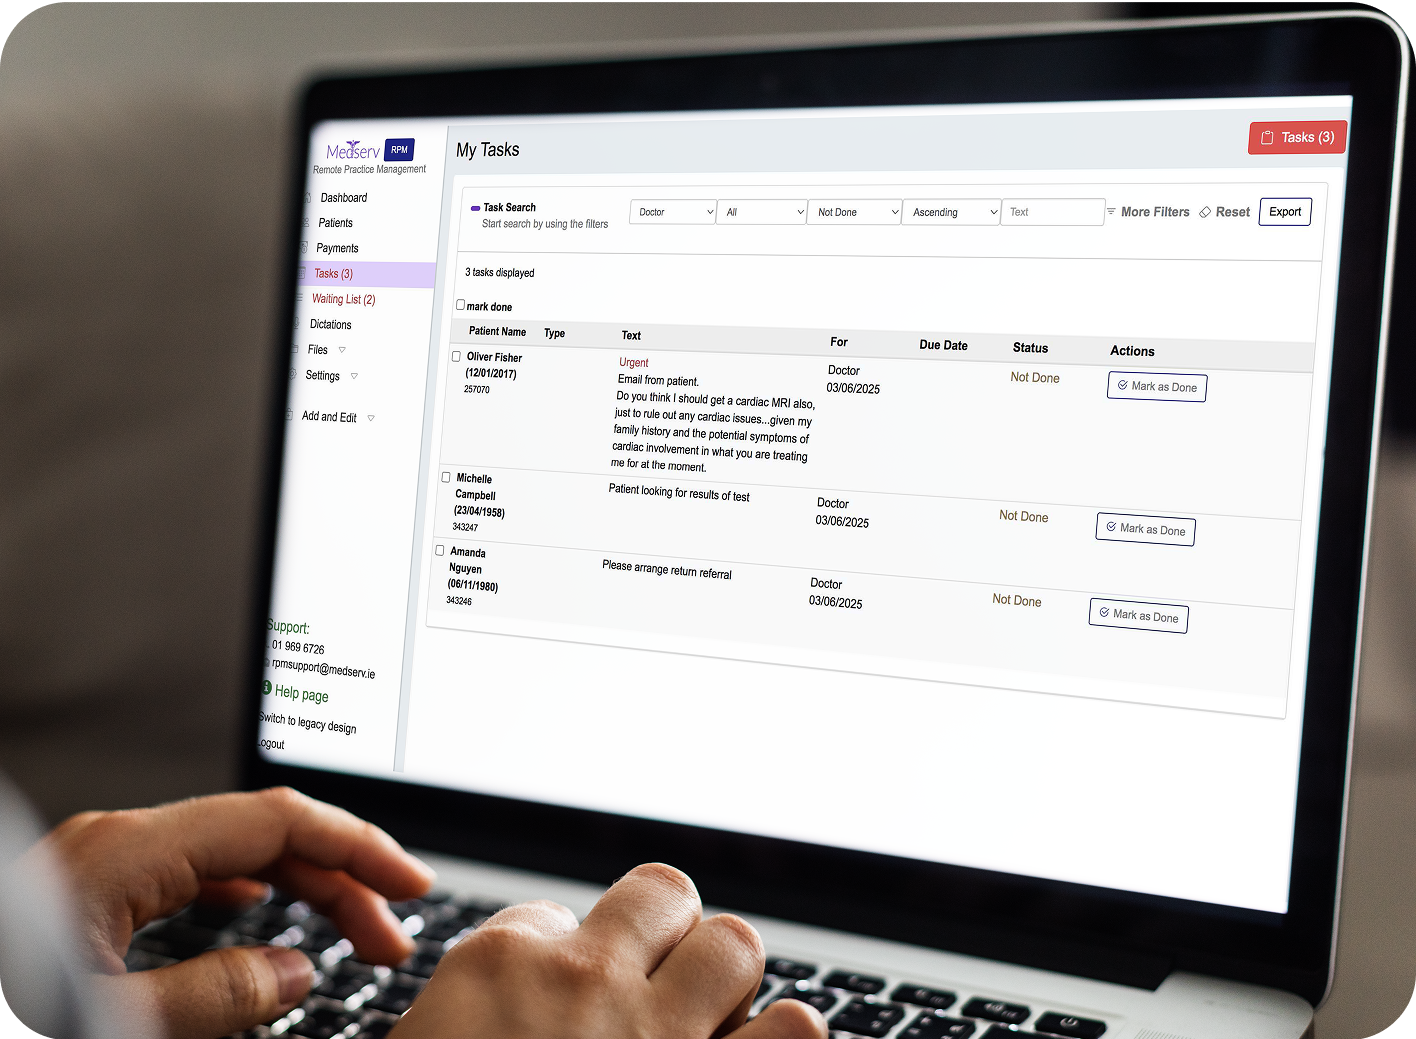 Medserv RPM
Remote Practice Management
Dashboard
Patients
Payments
Tasks (3)
Waiting List (2)
Dictations
Files
Settings
Add and Edit
Support:
01 969 6726
rpmsupport@medserv.ie
Help page
Switch to legacy design
Logout
My Tasks
Tasks (3)
Task Search
Start search by using the filters
Doctor All Not Done Ascending Text More Filters Reset Export
3 tasks displayed
mark done
Patient Name Type Text For Due Date Status Actions
Oliver Fisher
(12/01/2017)
257070
Urgent
Email from patient.
Do you think I should get a cardiac MRI also,
just to rule out any cardiac issues...given my
family history and the potential symptoms of
cardiac involvement in what you are treating
me for at the moment.
Doctor
03/06/2025
Not Done
Mark as Done
Michelle
Campbell
(23/04/1958)
343247
Patient looking for results of test
Doctor
03/06/2025
Not Done
Mark as Done
Amanda
Nguyen
(06/11/1980)
343246
Please arrange return referral
Doctor
03/06/2025
Not Done
Mark as Done